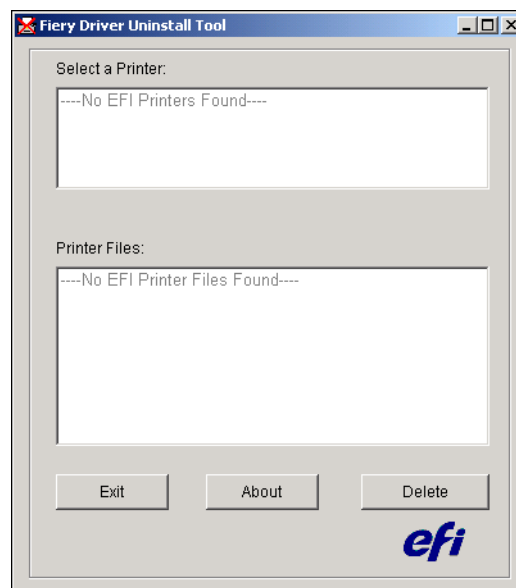 Fiery Driver Uninstall Tool
Select a Printer:
----No EFI Printers Found----
Printer Files:
----No EFI Printer Files Found----
Exit About Delete
efi